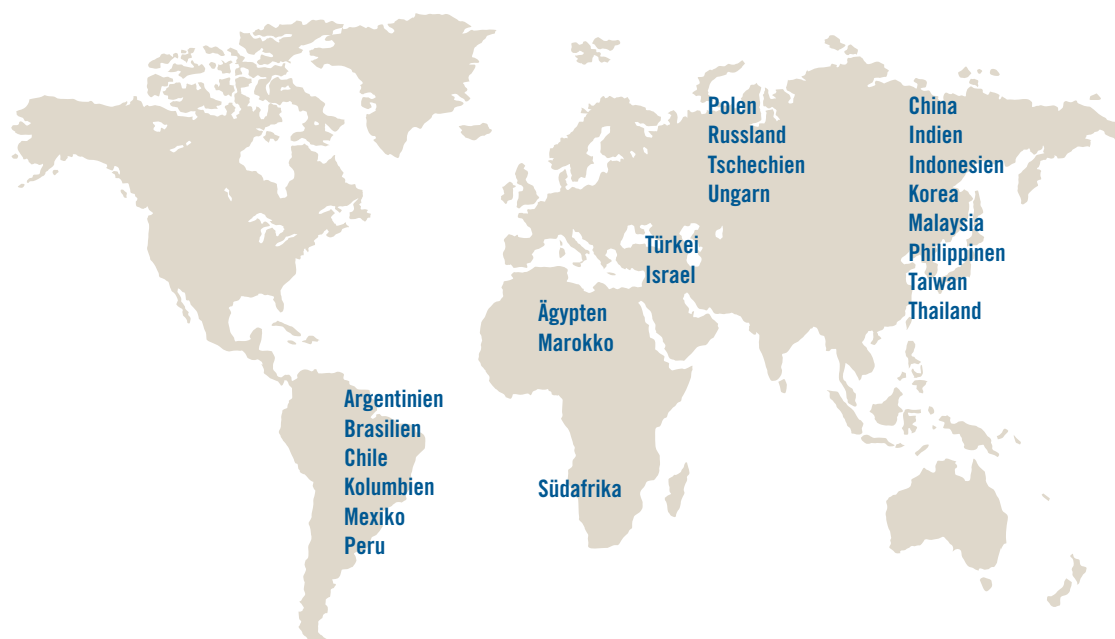 Polen
Russland
Tschechien
Ungarn
China
Indien
Indonesien
Korea
Malaysia
Philippinen
Taiwan
Thailand
Türkei
Israel
Ägypten
Marokko
Argentinien
Brasilien
Chile
Kolumbien
Mexiko
Peru
Südafrika